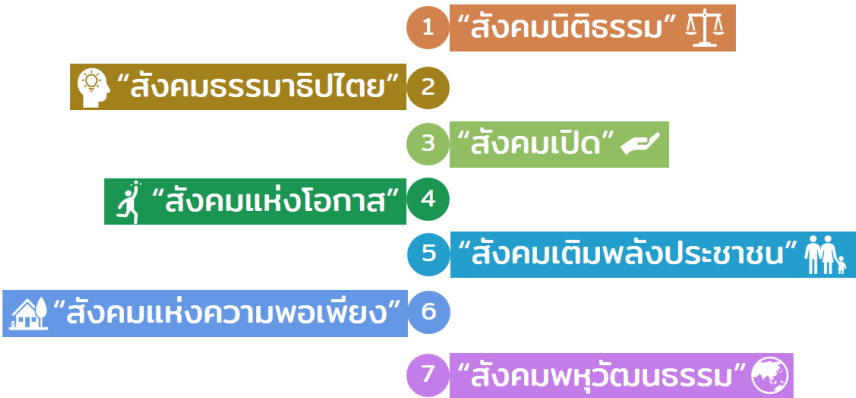 1 “สังคมนิติธรรม”
“สังคมธรรมาธิปไตย” 2
3 “สังคมเปิด”
“สังคมแห่งโอกาส” 4
5 “สังคมเติมพลังประชาชน”
“สังคมแห่งความพอเพียง” 6
7 “สังคมพหุวัฒนธรรม”